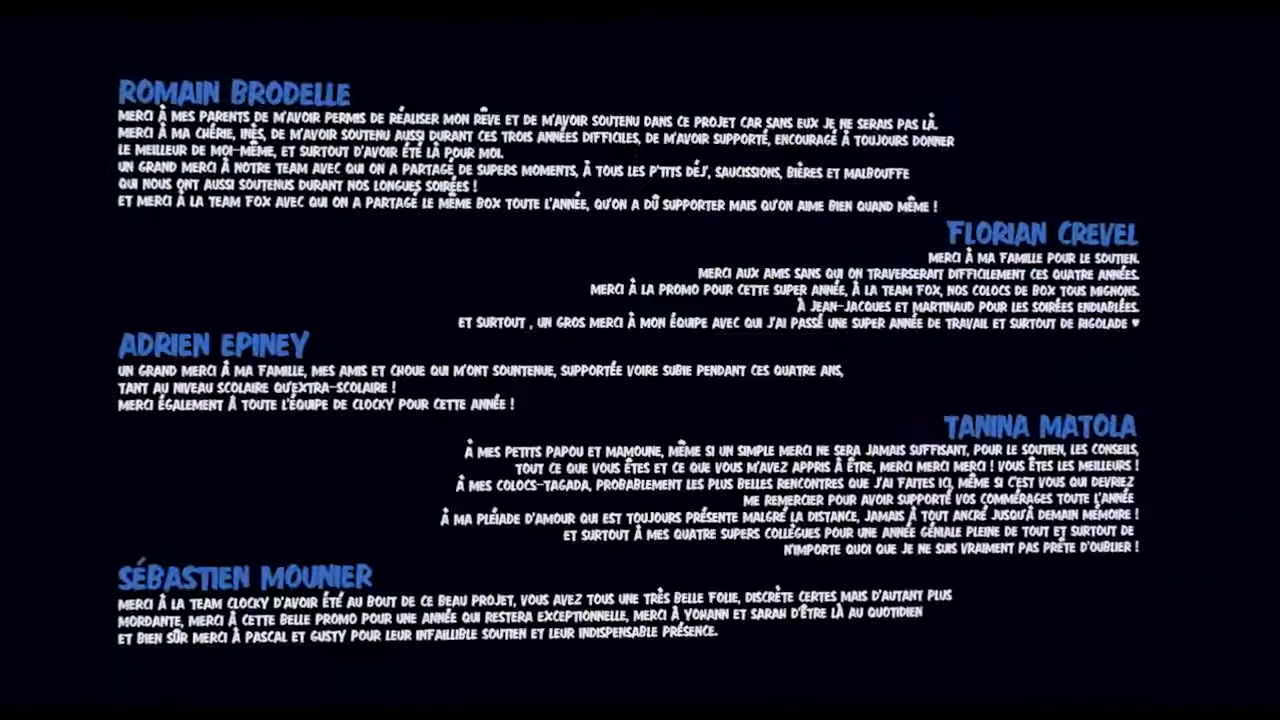 ROMAIN BRODELLE
MERCI À MES PARENTS DE M'AVOIR PERMIS DE RÉALISER MON RÊVE ET DE M'AVOIR SOUTENU DANS CE PROJET CAR SANS EUX JE NE SERAIS PAS LÀ.
MERCI À MA CHÉRIE, INÈS, DE M'AVOIR SOUTENU AUSSI DURANT CES TROIS ANNÉES DIFFICILES, DE M'AVOIR SUPPORTÉ, ENCOURAGÉ À TOUJOURS DONNER
LE MEILLEUR DE MOI-MÊME, ET SURTOUT D'AVOIR ÉTÉ LÀ POUR MOI.
UN GRAND MERCI À NOTRE TEAM AVEC QUI ON A PARTAGÉ DE SUPERS MOMENTS, À TOUS LES P'TITS DÉJ', SAUCISSIONS, BIÈRES ET MALBOUFFE
QUI NOUS ONT AUSSI SOUTENUS DURANT NOS LONGUES SOIRÉES !
ET MERCI À LA TEAM FOX AVEC QUI ON A PARTAGÉ LE MÊME BOX TOUTE L'ANNÉE, QU'ON A DÛ SUPPORTER MAIS QU'ON AIME BIEN QUAND MÊME !
FLORIAN CREVEL
MERCI À MA FAMILLE POUR LE SOUTIEN.
MERCI AUX AMIS SANS QUI ON TRAVERSERAIT DIFFICILEMENT CES QUATRE ANNÉES.
MERCI À LA PROMO POUR CETTE SUPER ANNÉE, À LA TEAM FOX, NOS COLOCS DE BOX TOUS MIGNONS.
À JEAN-JACQUES ET MARTINAUD POUR LES SOIRÉES ENDIABLÉES.
ET SURTOUT , UN GROS MERCI À MON ÉQUIPE AVEC QUI J'AI PASSÉ UNE SUPER ANNÉE DE TRAVAIL ET SURTOUT DE RIGOLADE ♥
ADRIEN EPINEY
UN GRAND MERCI À MA FAMILLE, MES AMIS ET CHOUE QUI M'ONT SOUNTENUE, SUPPORTÉE VOIRE SUBIE PENDANT CES QUATRE ANS,
TANT AU NIVEAU SCOLAIRE QU'EXTRA-SCOLAIRE !
MERCI ÉGALEMENT À TOUTE L'ÉQUIPE DE CLOCKY POUR CETTE ANNÉE !
TANINA MATOLA
À MES PETITS PAPOU ET MAMOUNE, MÊME SI UN SIMPLE MERCI NE SERA JAMAIS SUFFISANT, POUR LE SOUTIEN, LES CONSEILS,
TOUT CE QUE VOUS ÊTES ET CE QUE VOUS M'AVEZ APPRIS À ÊTRE, MERCI MERCI MERCI ! VOUS ÊTES LES MEILLEURS !
À MES COLOCS-TAGADA, PROBABLEMENT LES PLUS BELLES RENCONTRES QUE J'AI FAITES ICI, MÊME SI C'EST VOUS QUI DEVRIEZ
ME REMERCIER POUR AVOIR SUPPORTÉ VOS COMMÉRAGES TOUTE L'ANNÉE
À MA PLÉIADE D'AMOUR QUI EST TOUJOURS PRÉSENTE MALGRÉ LA DISTANCE, JAMAIS À TOUT ANCRÉ JUSQU'À DEMAIN MÉMOIRE !
ET SURTOUT À MES QUATRE SUPERS COLLÈGUES POUR UNE ANNÉE GÉNIALE PLEINE DE TOUT ET SURTOUT DE
N'IMPORTE QUOI QUE JE NE SUIS VRAIMENT PAS PRÊTE D'OUBLIER !
SÉBASTIEN MOUNIER
MERCI À LA TEAM CLOCKY D'AVOIR ÉTÉ AU BOUT DE CE BEAU PROJET, VOUS AVEZ TOUS UNE TRÈS BELLE FOLIE, DISCRÈTE CERTES MAIS D'AUTANT PLUS
MORDANTE, MERCI À CETTE BELLE PROMO POUR UNE ANNÉE QUI RESTERA EXCEPTIONNELLE, MERCI À YOHANN ET SARAH D'ÊTRE LÀ AU QUOTIDIEN
ET BIEN SÛR MERCI À PASCAL ET GUSTY POUR LEUR INFAILLIBLE SOUTIEN ET LEUR INDISPENSABLE PRÉSENCE.